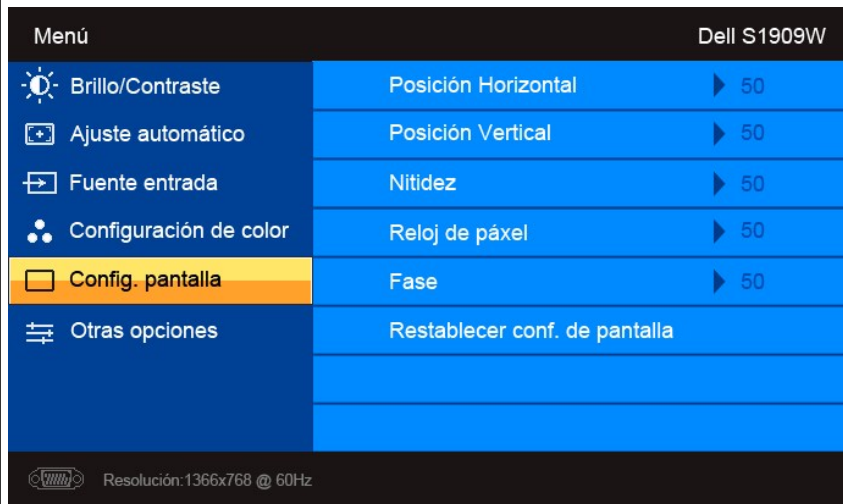 Menú Dell S1909W
Brillo/Contraste Posición Horizontal 50
Ajuste automático Posición Vertical 50
Fuente entrada Nitidez 50
Configuración de color Reloj de páxel 50
Config. pantalla Fase 50
Otras opciones Restablecer conf. de pantalla
Resolución:1366x768 @ 60Hz